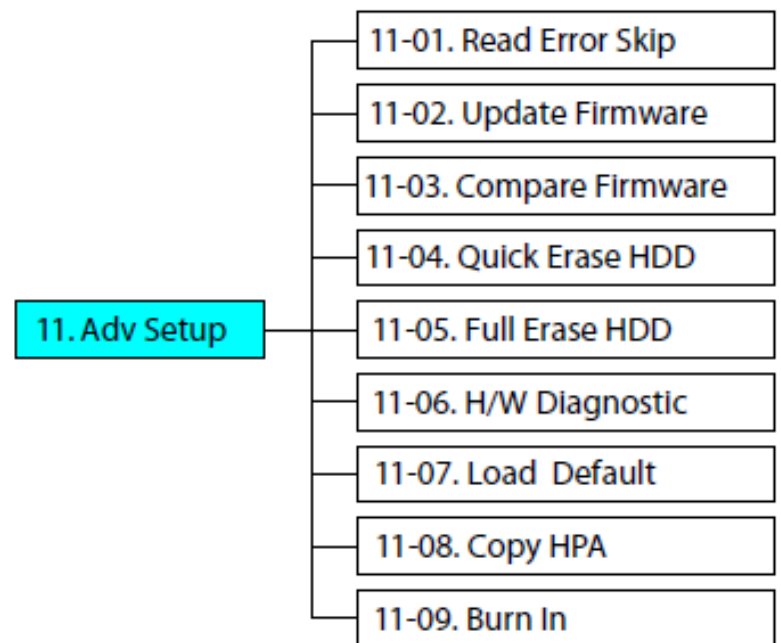 11-01. Read Error Skip
11-02. Update Firmware
11-03. Compare Firmware
11-04. Quick Erase HDD
11. Adv Setup
11-05. Full Erase HDD
11-06. H/W Diagnostic
11-07. Load  Default
11-08. Copy HPA
11-09. Burn In